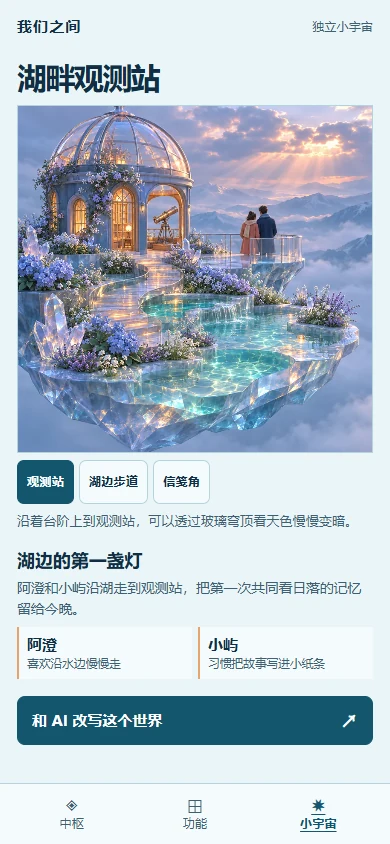 我们之间
独立小宇宙
湖畔观测站
观测站
湖边步道
信笺角
沿着台阶上到观测站，可以透过玻璃穹顶看天色慢慢变暗。
湖边的第一盏灯
阿澄和小屿沿湖走到观测站，把第一次共同看日落的记忆
留给今晚。
阿澄
喜欢沿水边慢慢走
小屿
习惯把故事写进小纸条
和 AI 改写这个世界
中枢
功能
小宇宙